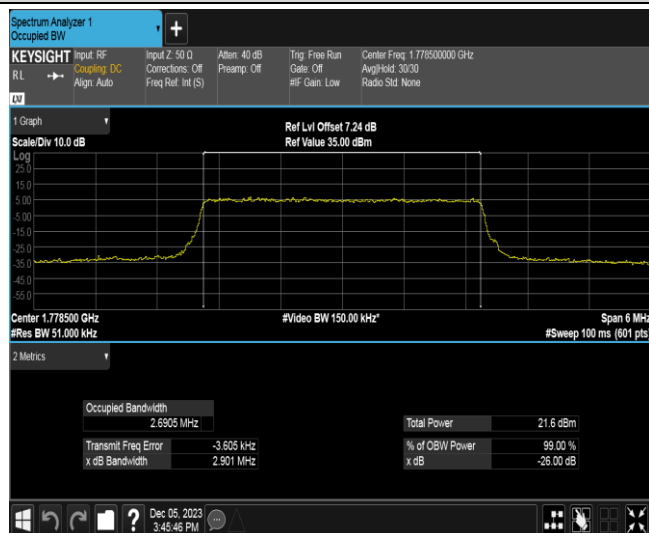 Spectrum Analyzer 1
Occupied BW
+
KEYSIGHT
RL
LXI
Input: RF
Coupling: DC
Align: Auto
Input Z: 50 Ω
Corrections: Off
Freq Ref: Int (S)
Atten: 40 dB
Preamp: Off
Trig: Free Run
Gate: Off
#IF Gain: Low
Center Freq: 1.778500000 GHz
Avg|Hold: 30/30
Radio Std: None
1 Graph
Scale/Div 10.0 dB
Ref Lvl Offset 7.24 dB
Ref Value 35.00 dBm
Log
25.0
15.0
5.00
-5.00
-15.0
-25.0
-35.0
-45.0
-55.0
Center 1.778500 GHz
#Res BW 51.000 kHz
#Video BW 150.00 kHz*
Span 6 MHz
#Sweep 100 ms (601 pts)
2 Metrics
Occupied Bandwidth
2.6905 MHz
Transmit Freq Error -3.605 kHz
x dB Bandwidth 2.901 MHz
Total Power 21.6 dBm
% of OBW Power 99.00 %
x dB -26.00 dB
?
Dec 05, 2023
3:45:46 PM